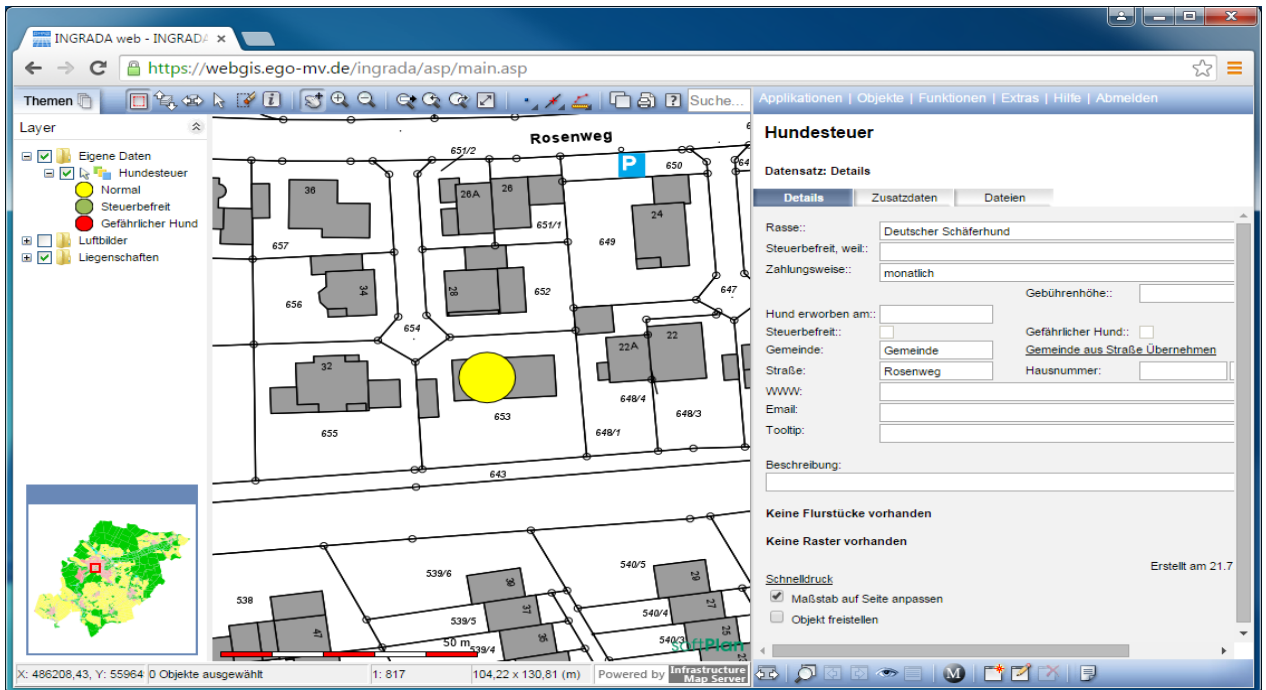 INGRADA web - INGRADA
https://webgis.ego-mv.de/ingrada/asp/main.asp
Themen
Suche...
Applikationen | Objekte | Funktionen | Extras | Hilfe | Abmelden
Layer
Eigene Daten
Hundesteuer
Normal
Steuerbefreit
Gefährlicher Hund
Luftbilder
Liegenschaften
Rosenweg
651/2
P
650
36
26A
26
24
651/1
657
649
656
34
28
652
647
654
22A
22
32
653
648/4
648/3
655
648/1
643
539/6
540/5
39
29
538
37
27
539/5
540/4
47
35
25
539/4
540/3
50 m
softPlan
Hundesteuer
Datensatz: Details
Details Zusatzdaten Dateien
Rasse:: Deutscher Schäferhund
Steuerbefreit, weil::
Zahlungsweise:: monatlich
Gebührenhöhe::
Hund erworben am::
Steuerbefreit:: Gefährlicher Hund::
Gemeinde: Gemeinde Gemeinde aus Straße Übernehmen
Straße: Rosenweg Hausnummer:
WWW:
Email:
Tooltip:
Beschreibung:
Keine Flurstücke vorhanden
Keine Raster vorhanden
Erstellt am 21.7
Schnelldruck
Maßstab auf Seite anpassen
Objekt freistellen
X: 486208,43, Y: 55964 0 Objekte ausgewählt 1: 817 104,22 x 130,81 (m) Powered by Infrastructure Map Server
M